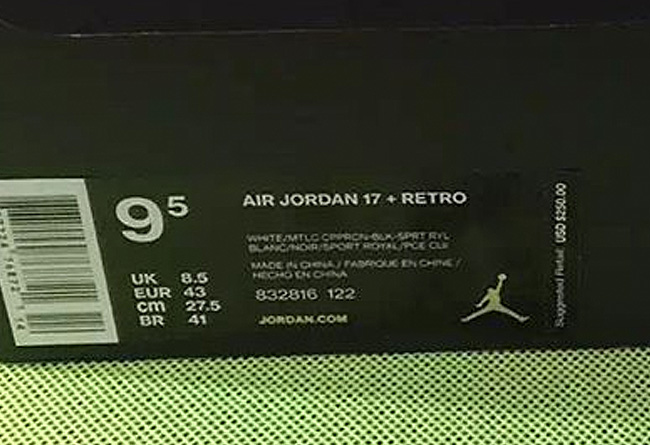 9⁵
UK 8.5
EUR 43
cm 27.5
BR 41
AIR JORDAN 17 + RETRO
WHITE/MTLC CPPRCN-BLK-SPRT RYL
BLANC/NOIR/SPORT ROYAL/PCE CUI
MADE IN CHINA / FABRIQUE EN CHINE /
HECHO EN CHINA
832816 122
JORDAN.COM
Suggested Retail USD $250.00